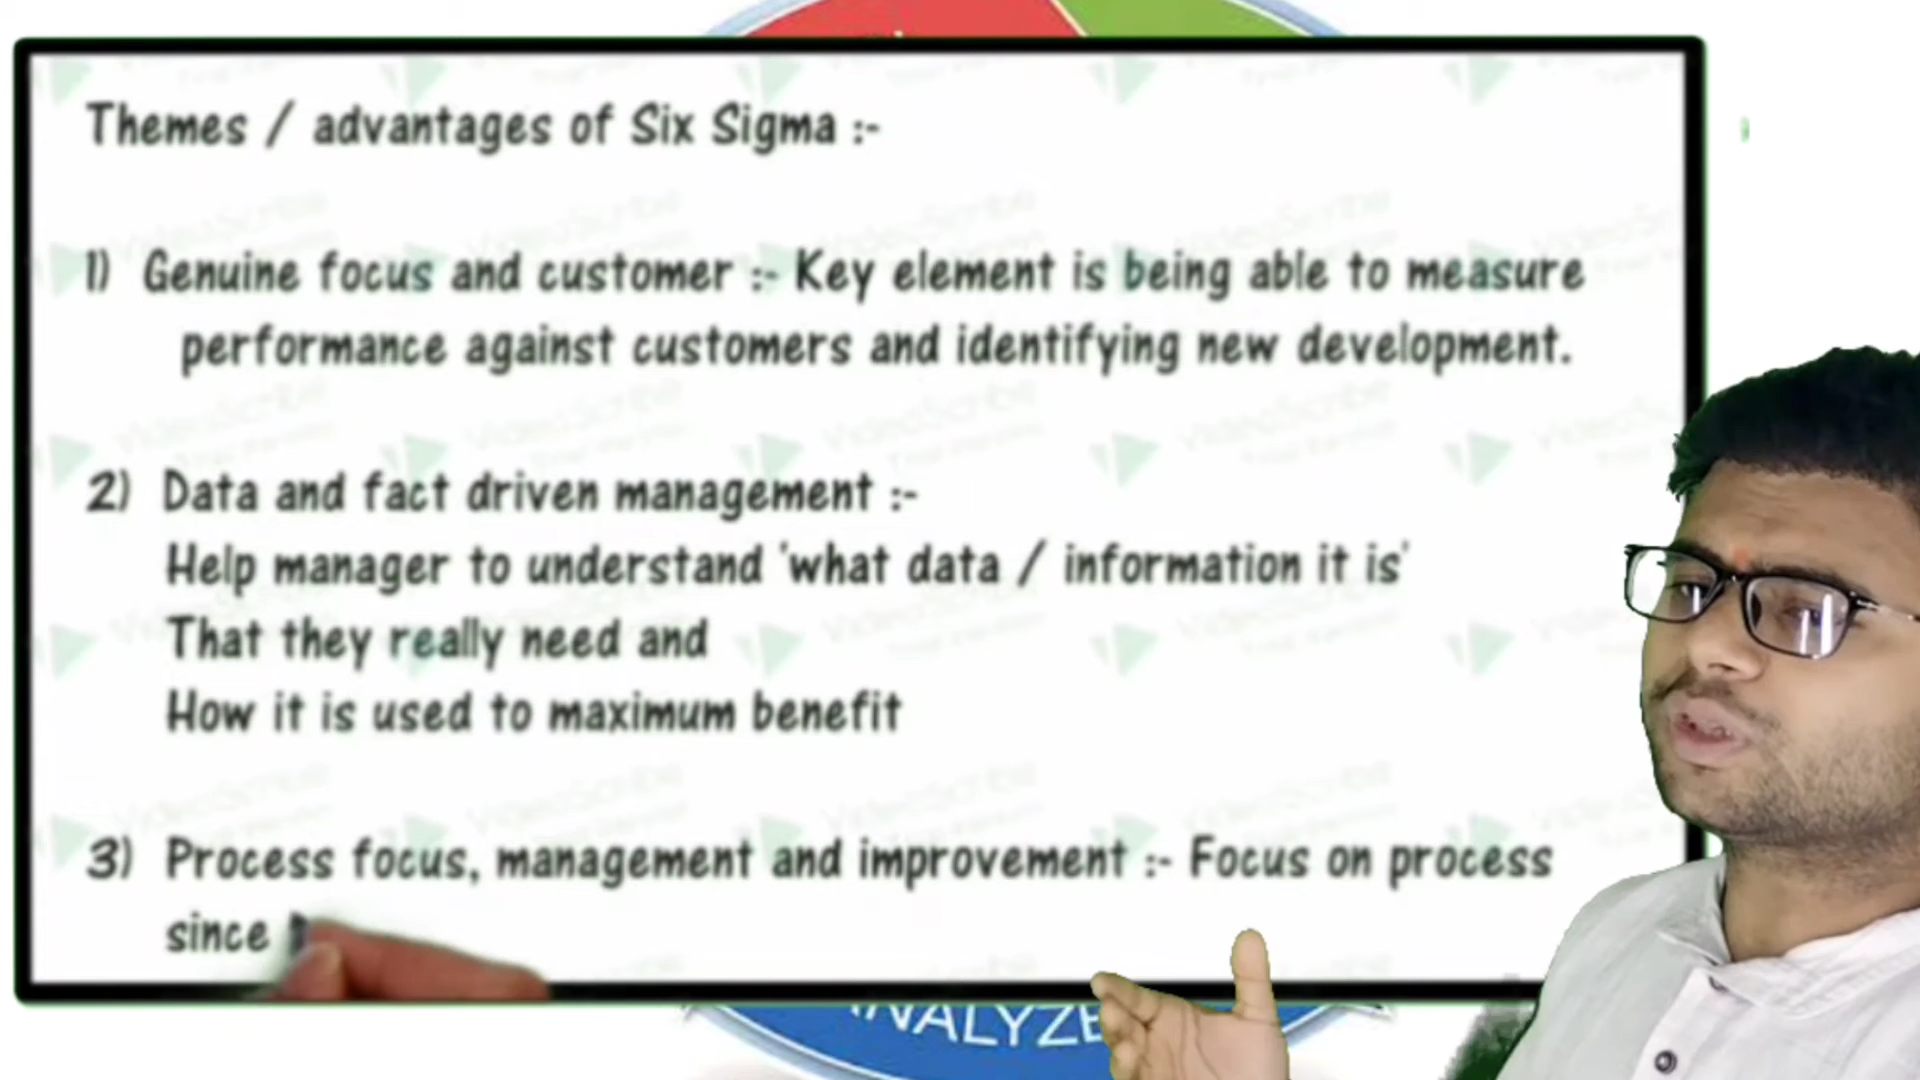 Themes / advantages of Six Sigma :-
1) Genuine focus and customer :- Key element is being able to measure
performance against customers and identifying new development.
2) Data and fact driven management :-
Help manager to understand 'what data / information it is'
That they really need and
How it is used to maximum benefit
3) Process focus, management and improvement :- Focus on process
since
VideoScribe